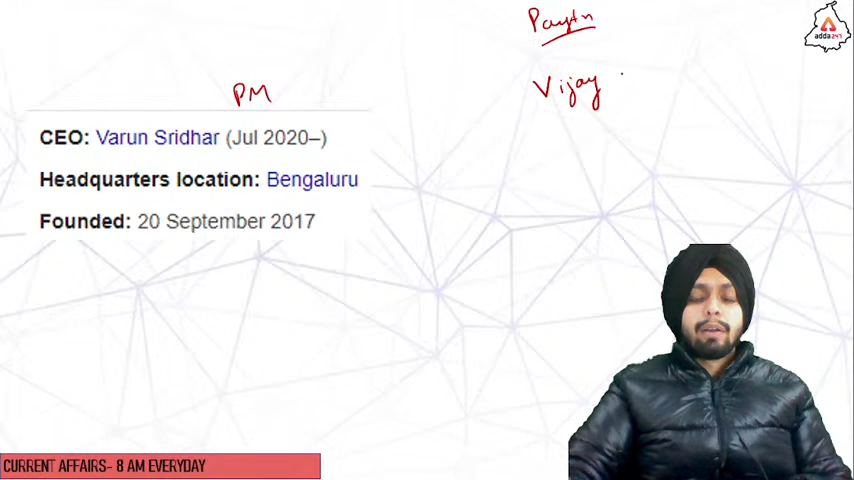 Paytm
adda247
Vijay
PM
CEO: Varun Sridhar (Jul 2020–)
Headquarters location: Bengaluru
Founded: 20 September 2017
CURRENT AFFAIRS- 8 AM EVERYDAY